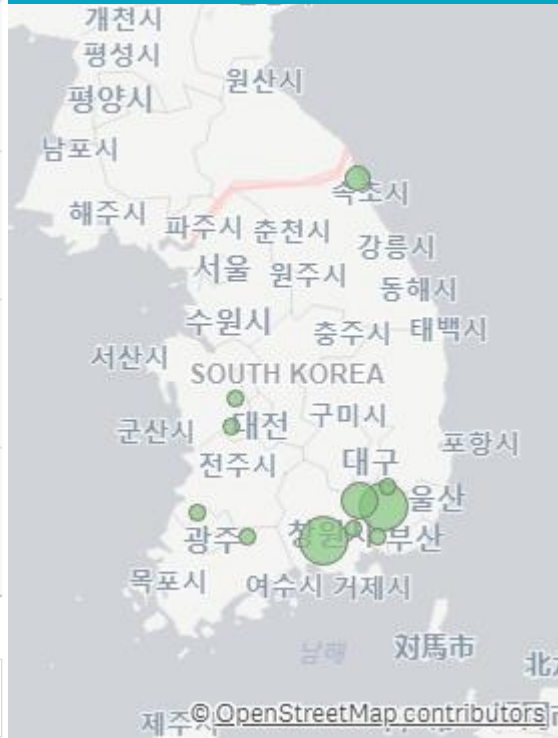 개천시
평성시
원산시
평양시
남포시
속초시
해주시
파주시 춘천시
강릉시
서울 원주시
동해시
수원시
충주시 태백시
서산시
SOUTH KOREA
구미시
군산시 대전
포항시
전주시 대구
울산
광주 창원시 부산
목포시 여수시 거제시
남해 対馬市
제주시
© OpenStreetMap contributors